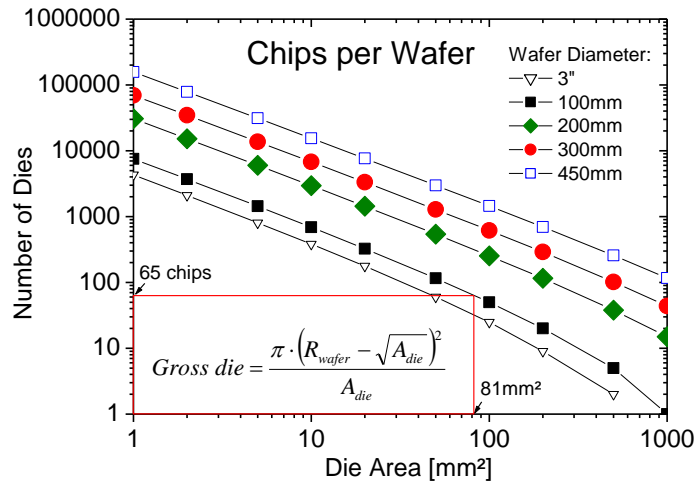 Chips per Wafer
Wafer Diameter:
3"
100mm
200mm
300mm
450mm
Number of Dies
1000000
100000
10000
1000
100
10
1
65 chips
Gross die = π · (R_wafer − √A_die)² / A_die
81mm²
1 10 100 1000
Die Area [mm²]